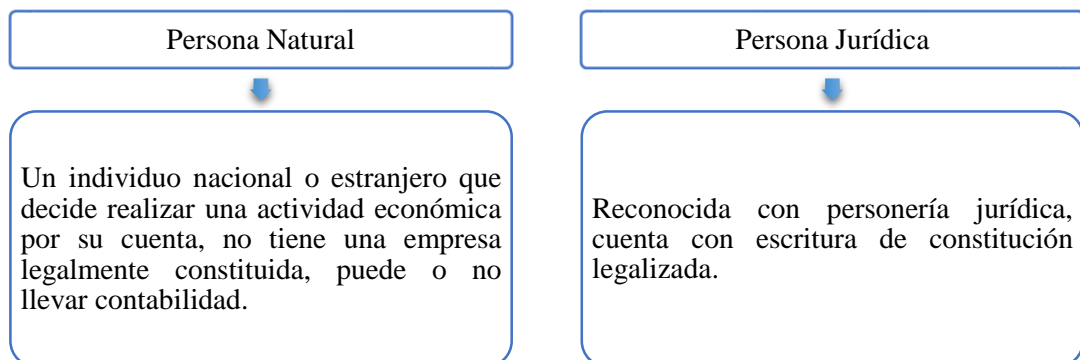 Persona Natural
Un individuo nacional o estranjero que
decide realizar una actividad económica
por su cuenta, no tiene una empresa
legalmente constituida, puede o no
llevar contabilidad.
Persona Jurídica
Reconocida con personería jurídica,
cuenta con escritura de constitución
legalizada.